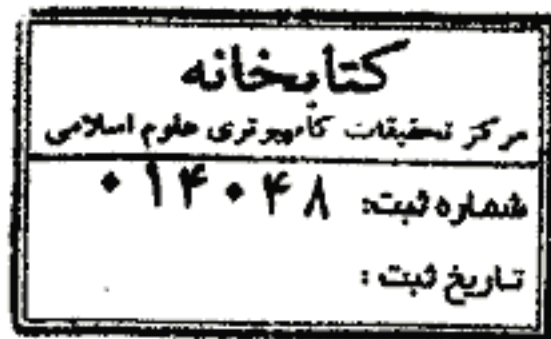 کتابخانه
مرکز تحقیقات کامپیوتری علوم اسلامی
شماره ثبت: ۰۱۴۰۴۸
تاریخ ثبت :